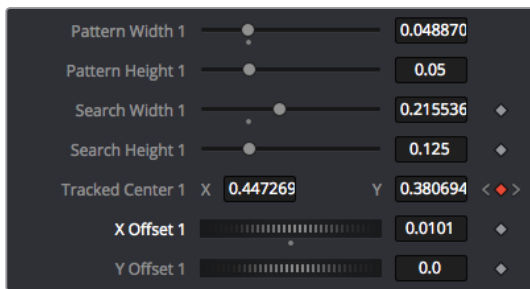 Pattern Width 1 0.048870
Pattern Height 1 0.05
Search Width 1 0.215536
Search Height 1 0.125
Tracked Center 1 X 0.447269 Y 0.380694
X Offset 1 0.0101
Y Offset 1 0.0